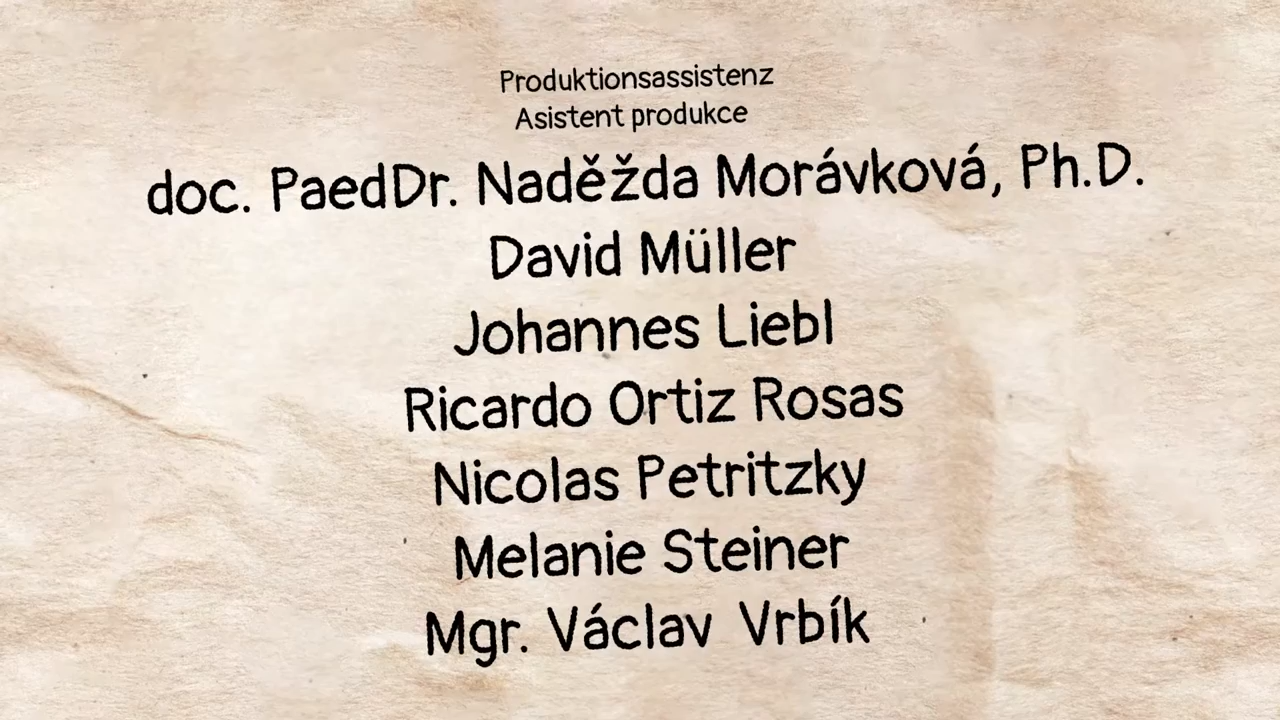 Produktionsassistenz
Asistent produkce
doc. PaedDr. Naděžda Morávková, Ph.D.
David Müller
Johannes Liebl
Ricardo Ortiz Rosas
Nicolas Petritzky
Melanie Steiner
Mgr. Václav Vrbík